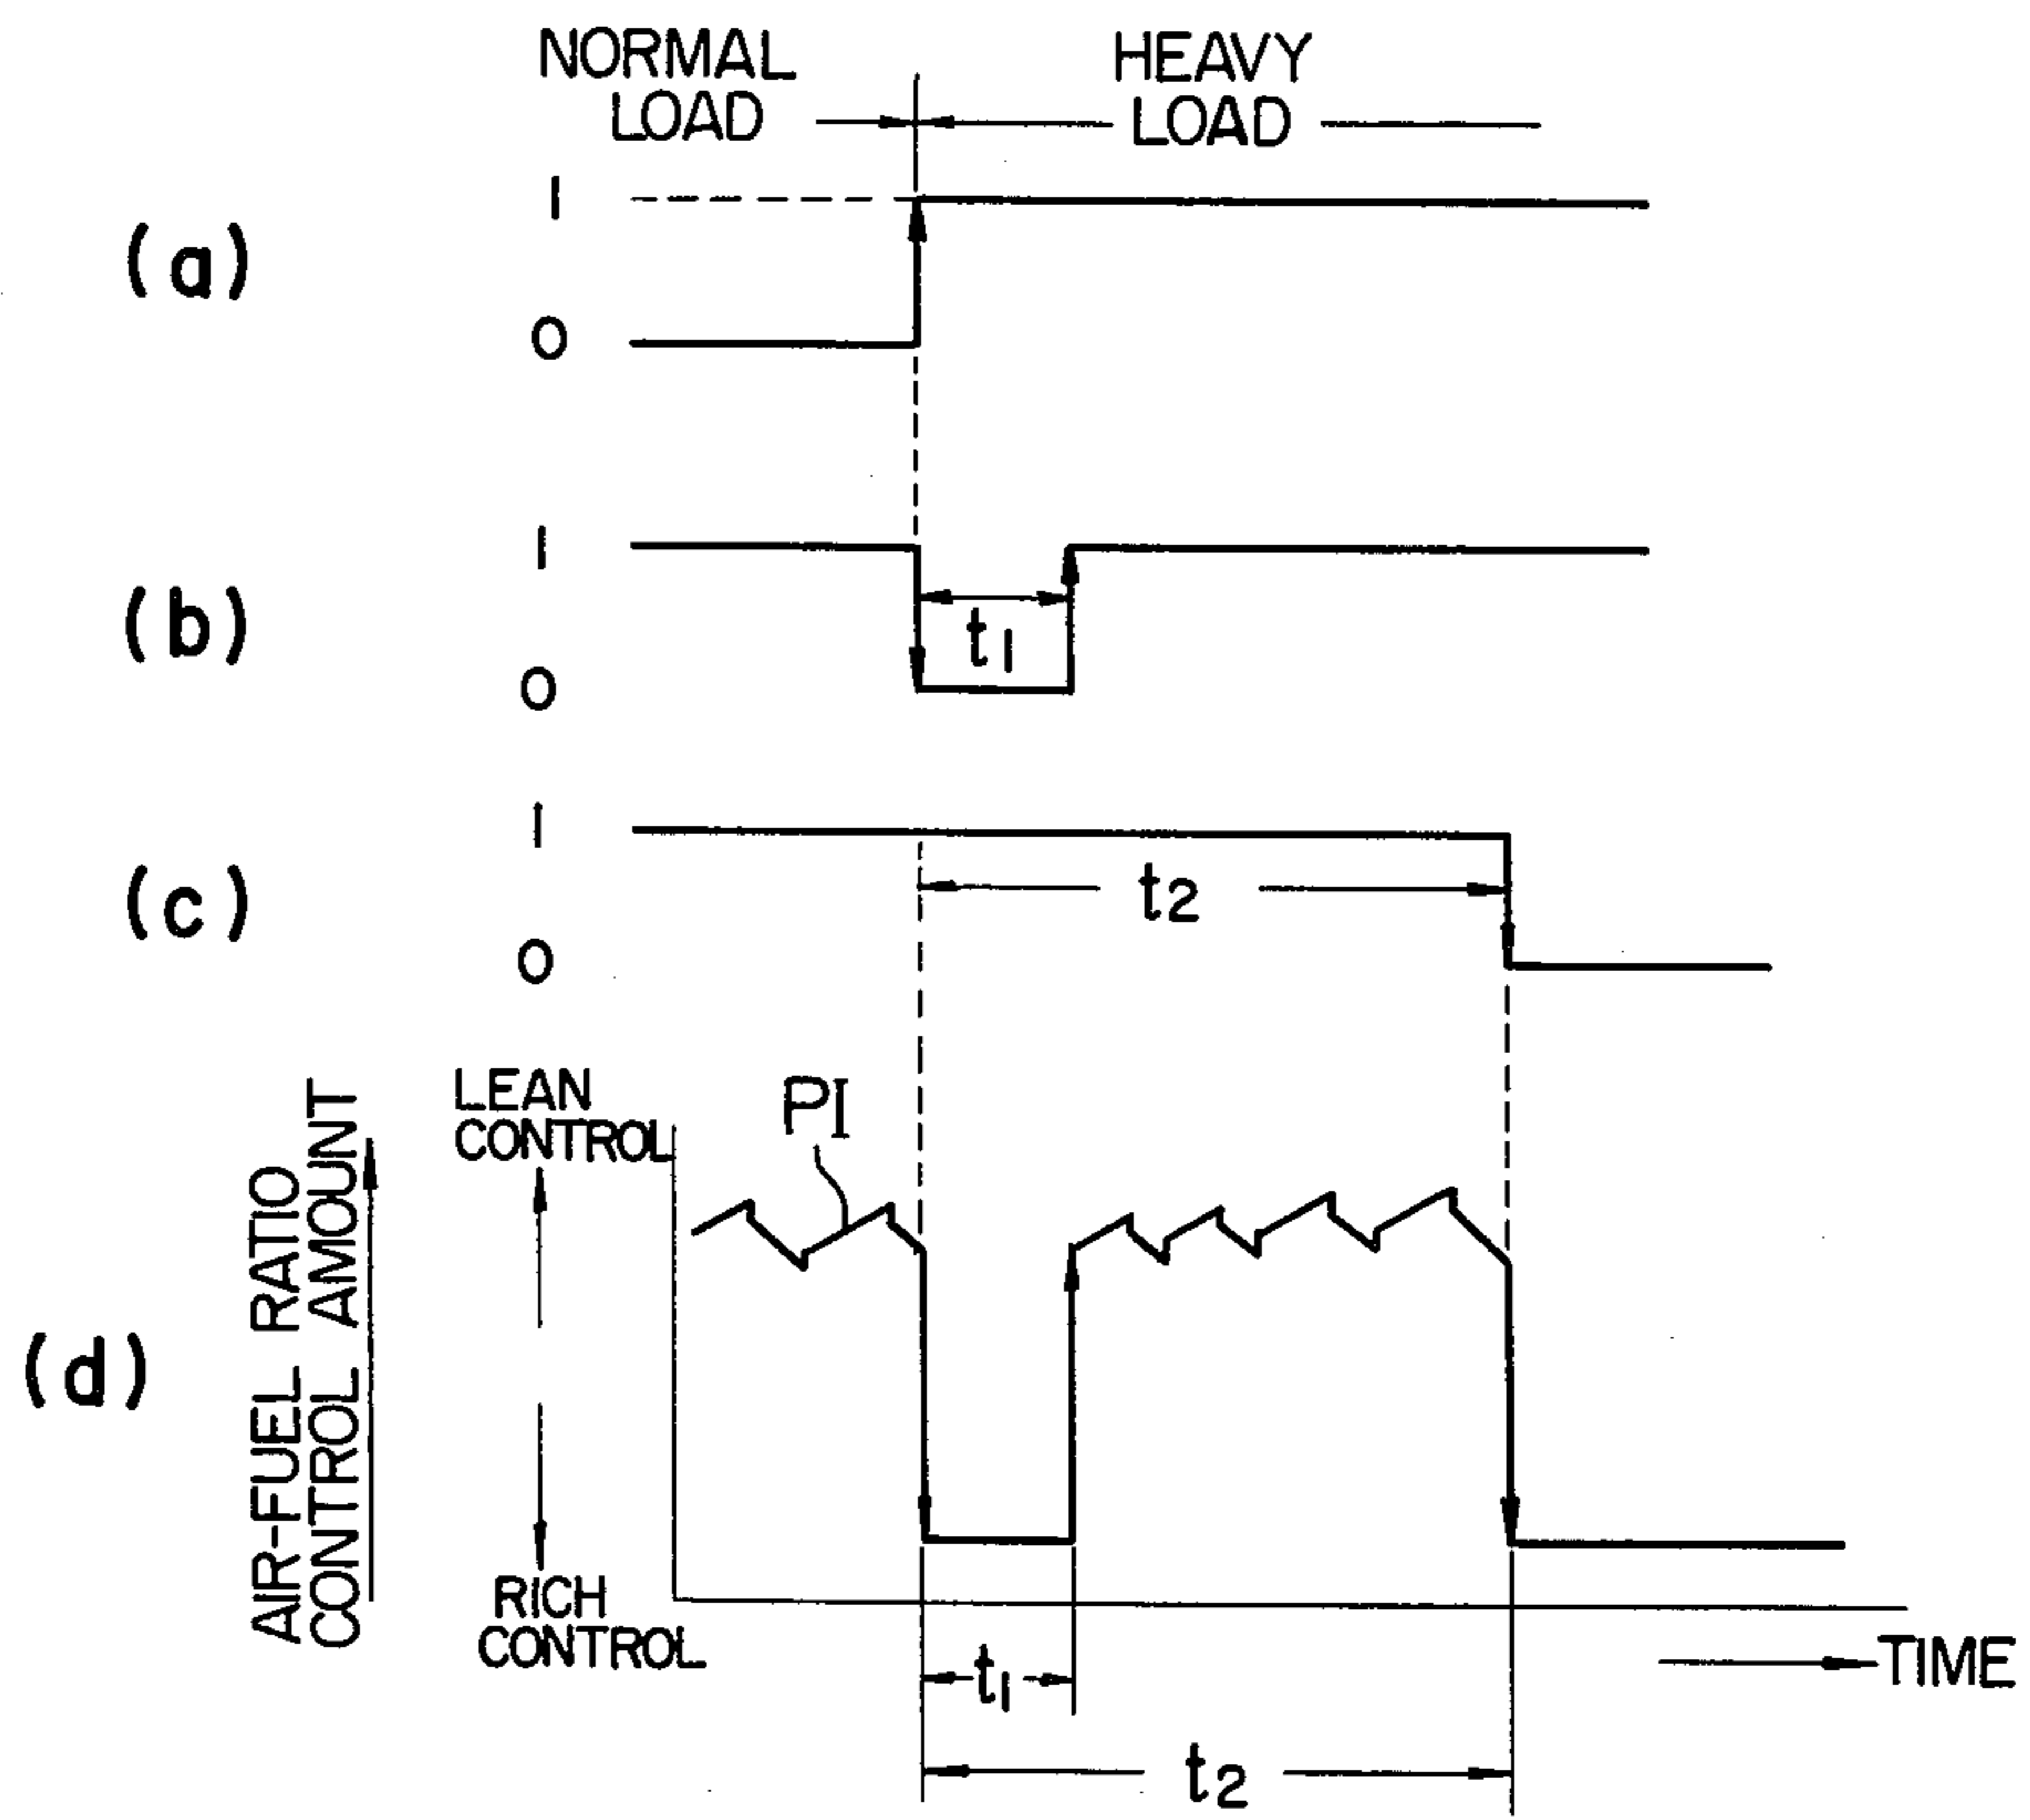 NORMAL
LOAD
HEAVY
LOAD
(a)
1
0
(b)
1
0
t1
(c)
1
0
t2
(d)
AIR-FUEL RATIO
CONTROL AMOUNT
LEAN
CONTROL
RICH
CONTROL
PI
t1
t2
TIME